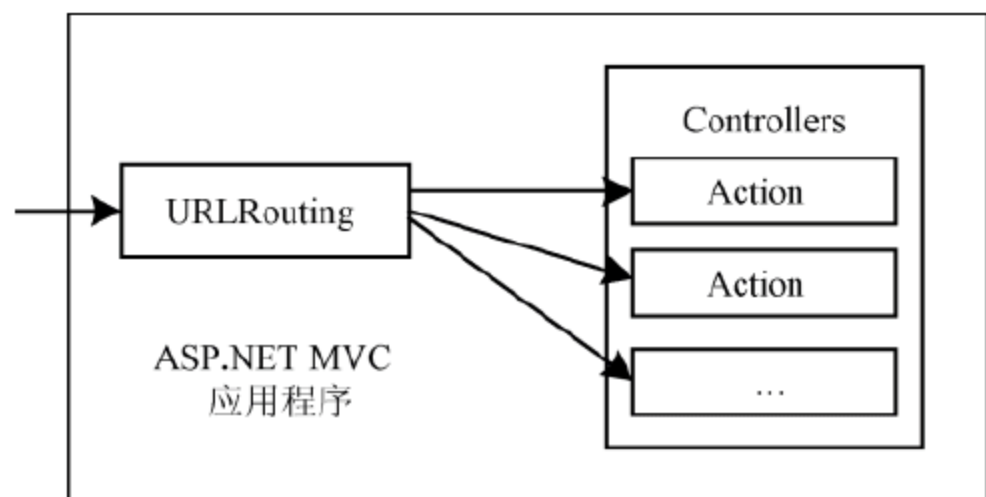 Controllers
URLRouting
Action
Action
...
ASP.NET MVC
应用程序